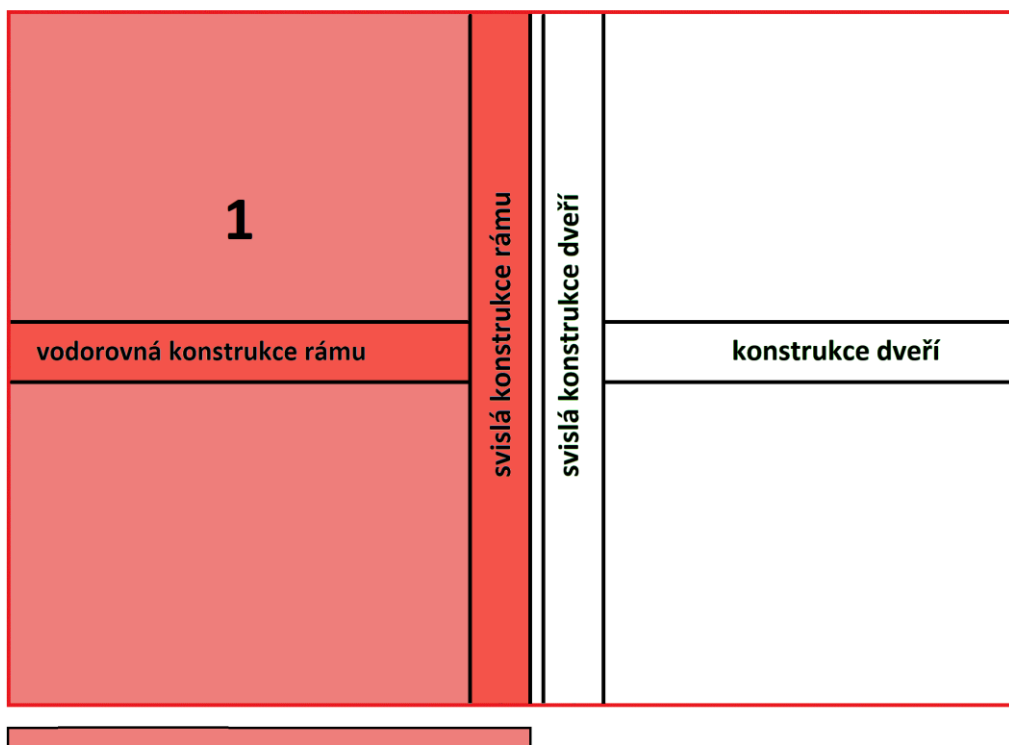 1
vodorovná konstrukce rámu
svislá konstrukce rámu
svislá konstrukce dveří
konstrukce dveří